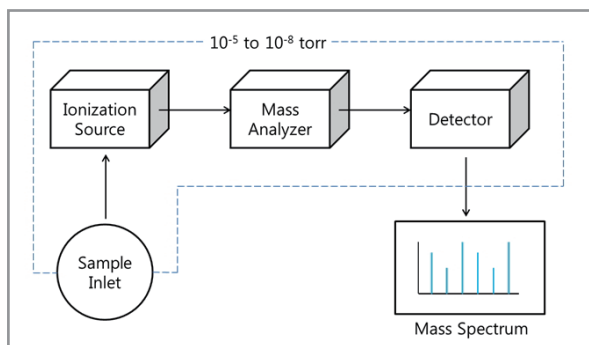 10⁻⁵ to 10⁻⁸ torr
Ionization
Source
Mass
Analyzer
Detector
Sample
Inlet
Mass Spectrum